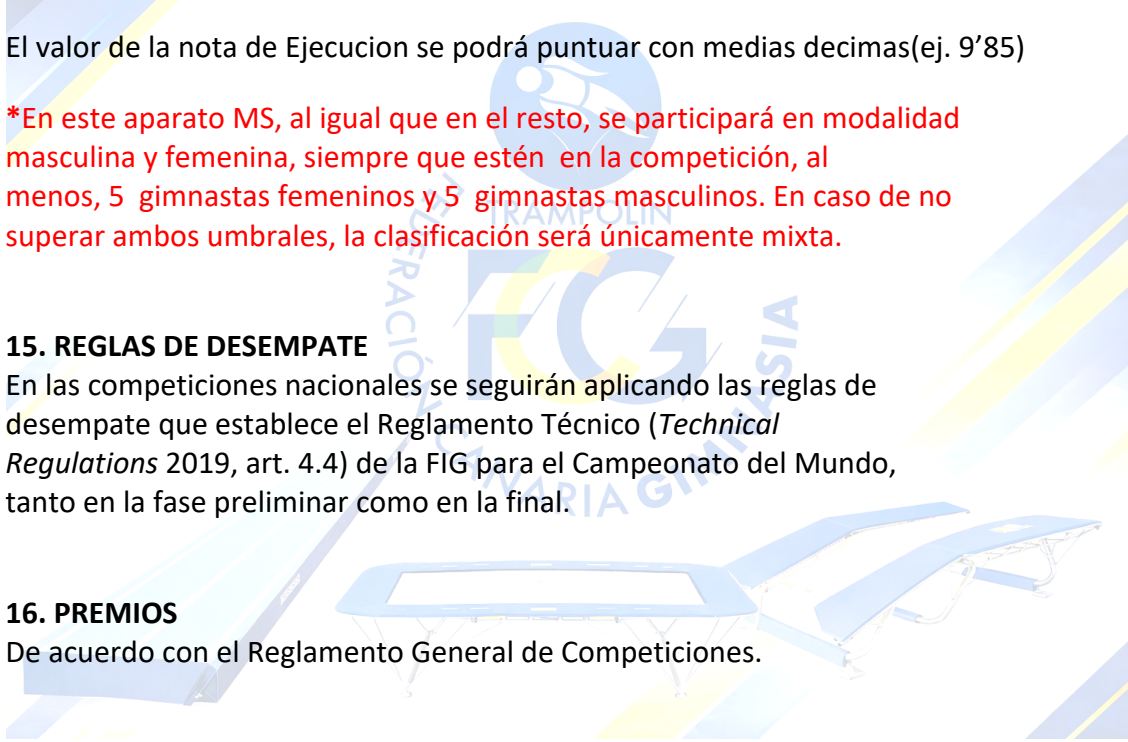 El valor de la nota de Ejecucion se podrá puntuar con medias decimas(ej. 9’85)
*En este aparato MS, al igual que en el resto, se participará en modalidad
masculina y femenina, siempre que estén  en la competición, al
menos, 5  gimnastas femeninos y 5  gimnastas masculinos. En caso de no
superar ambos umbrales, la clasificación será únicamente mixta.
TRAMPOLIN
FCG
FEDERACIÓN CANARIA GIMNASIA
15. REGLAS DE DESEMPATE
En las competiciones nacionales se seguirán aplicando las reglas de
desempate que establece el Reglamento Técnico (Technical
Regulations 2019, art. 4.4) de la FIG para el Campeonato del Mundo,
tanto en la fase preliminar como en la final.
16. PREMIOS
De acuerdo con el Reglamento General de Competiciones.